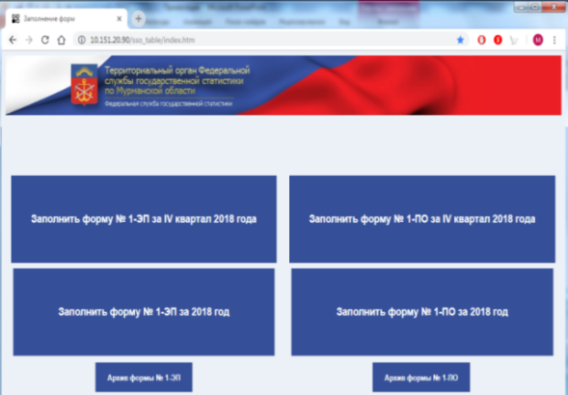 Заполнение форм
10.151.20.90/sso_table/index.htm
Территориальный орган Федеральной
службы государственной статистики
по Мурманской области
Федеральная служба государственной статистики
Заполнить форму № 1-ЭП за IV квартал 2018 года
Заполнить форму № 1-ПО за IV квартал 2018 года
Заполнить форму № 1-ЭП за 2018 год
Заполнить форму № 1-ПО за 2018 год
Архив формы № 1-ЭП
Архив формы № 1-ПО